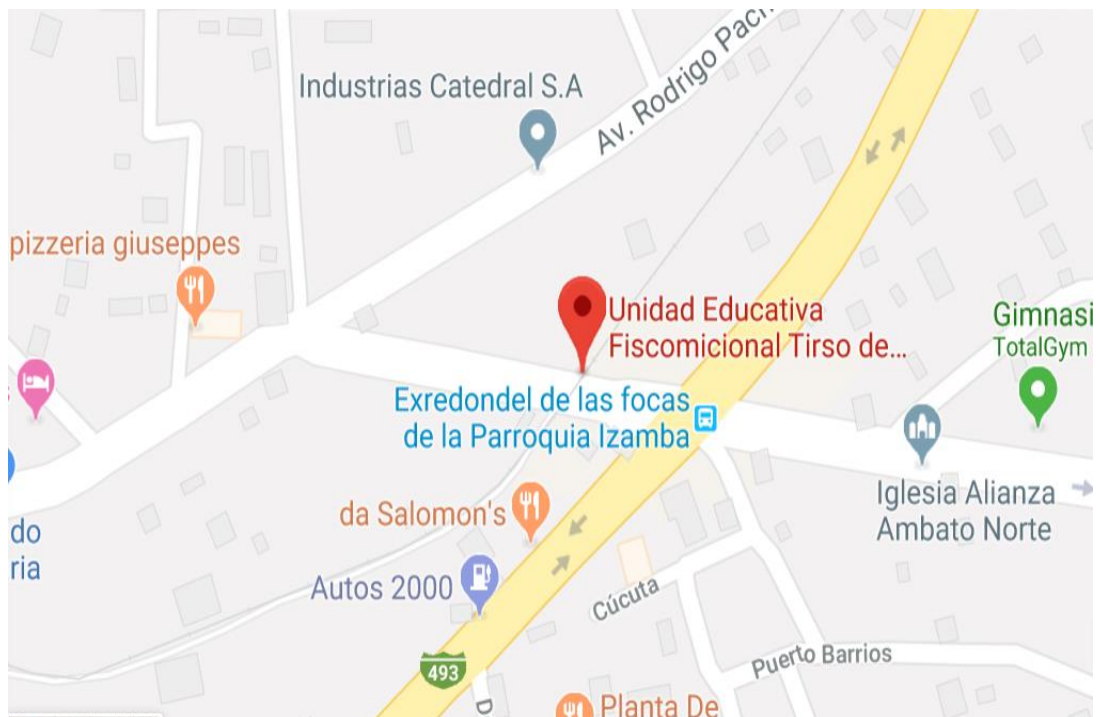 Industrias Catedral S.A
Av. Rodrigo Pach
pizzeria giuseppes
Unidad Educativa
Fiscomicional Tirso de...
Gimnasi
TotalGym
Exredondel de las focas
de la Parroquia Izamba
Iglesia Alianza
Ambato Norte
da Salomon's
do
ria
Autos 2000
Cúcuta
Puerto Barrios
493
D
Planta De